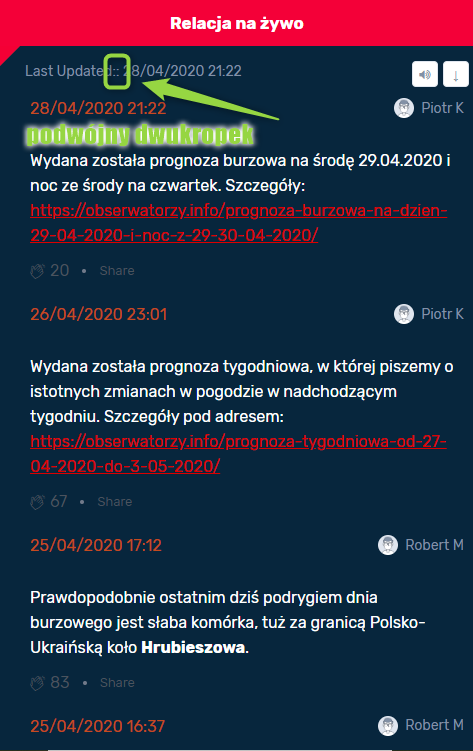 Relacja na żywo
Last Updated:: 28/04/2020 21:22
28/04/2020 21:22 Piotr K
podwójny dwukropek
Wydana została prognoza burzowa na środę 29.04.2020 i
noc ze środy na czwartek. Szczegóły:
https://obserwatorzy.info/prognoza-burzowa-na-dzien-
29-04-2020-i-noc-z-29-30-04-2020/
20 • Share
26/04/2020 23:01 Piotr K
Wydana została prognoza tygodniowa, w której piszemy o
istotnych zmianach w pogodzie w nadchodzącym
tygodniu. Szczegóły pod adresem:
https://obserwatorzy.info/prognoza-tygodniowa-od-27-
04-2020-do-3-05-2020/
67 • Share
25/04/2020 17:12 Robert M
Prawdopodobnie ostatnim dziś podrygiem dnia
burzowego jest słaba komórka, tuż za granicą Polsko-
Ukraińską koło Hrubieszowa.
83 • Share
25/04/2020 16:37 Robert M